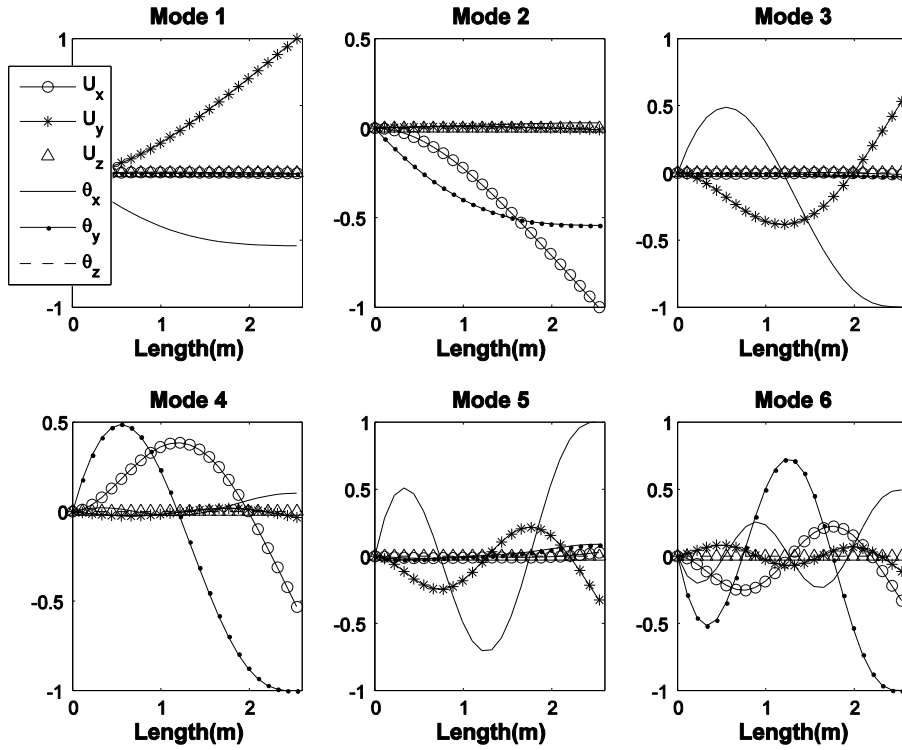 Mode 1
Mode 2
Mode 3
1
0
-1
0.5
0
-0.5
-1
1
0.5
0
-0.5
-1
U_x
U_y
U_z
θ_x
θ_y
θ_z
0 1 2
0 1 2
0 1 2
Length(m)
Length(m)
Length(m)
Mode 4
Mode 5
Mode 6
0.5
0
-0.5
-1
1
0.5
0
-0.5
-1
1
0.5
0
-0.5
-1
0 1 2
0 1 2
0 1 2
Length(m)
Length(m)
Length(m)